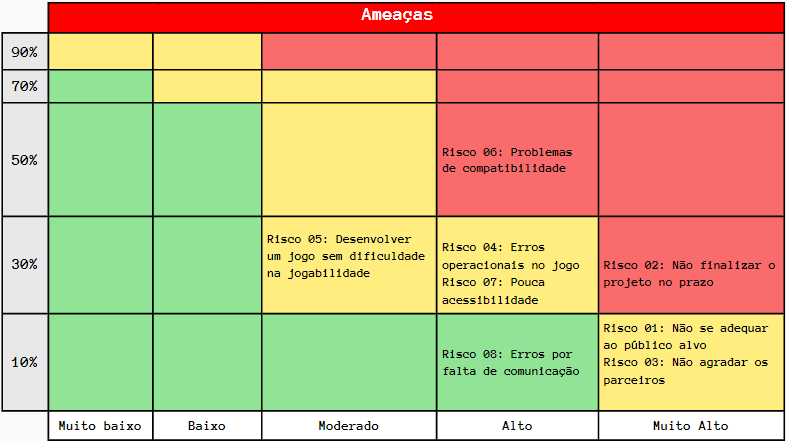 Ameaças
90%
70%
50%
Risco 06: Problemas
de compatibilidade
30%
Risco 05: Desenvolver
um jogo sem dificuldade
na jogabilidade
Risco 04: Erros
operacionais no jogo
Risco 07: Pouca
acessibilidade
Risco 02: Não finalizar o
projeto no prazo
10%
Risco 08: Erros por
falta de comunicação
Risco 01: Não se adequar
ao público alvo
Risco 03: Não agradar os
parceiros
Muito baixo
Baixo
Moderado
Alto
Muito Alto